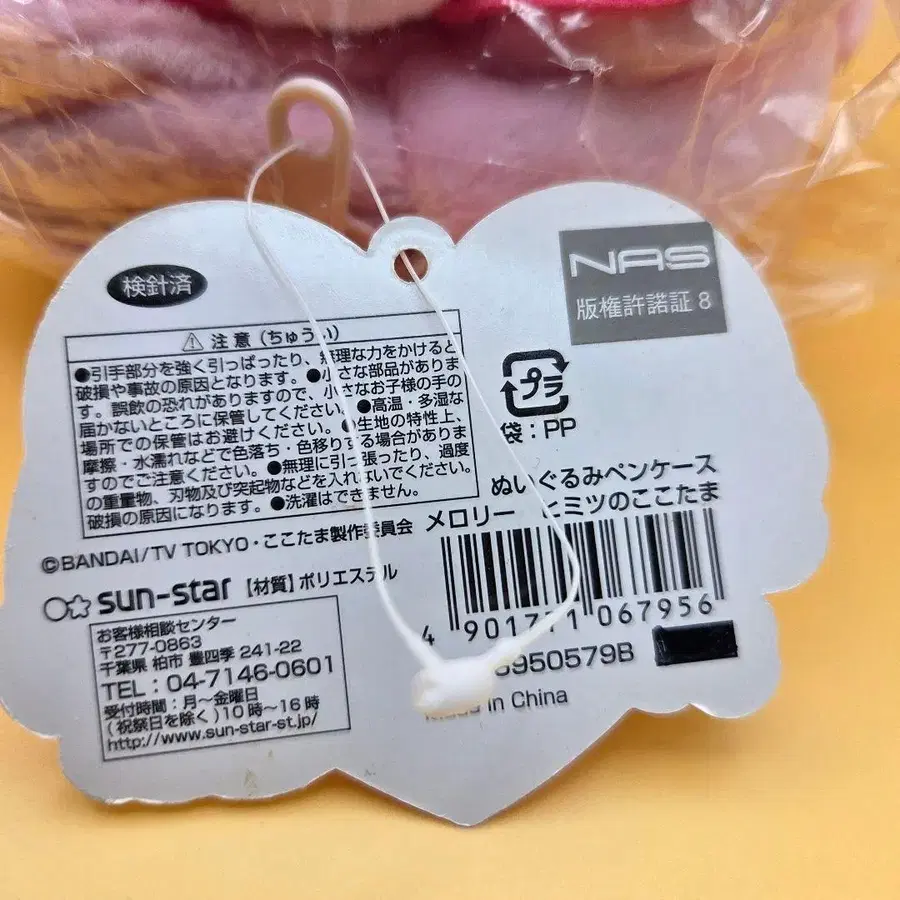 検針済
NAS
版権許諾証 8
⚠ 注意(ちゅうい)
●引手部分を強く引っぱったり、無理な力をかけると
破損や事故の原因となります。●小さな部品がありま
す。誤飲の恐れがありますので、小さなお子様の手の
届かないところに保管してください。●高温・多湿な
場所での保管はお避けください。●生地の特性上、
摩擦・水濡れなどで色落ち・色移りする場合がありま
すのでご注意ください。●無理に引っ張ったり、過度
の重量物、刃物及び突起物などを入れないでください。
破損の原因になります。●洗濯はできません。
プラ
袋:PP
ぬいぐるみペンケース
メロリー ヒミツのここたま
©BANDAI/TV TOKYO・ここたま製作委員会
sun-star 【材質】ポリエステル
お客様相談センター
〒277-0863
千葉県 柏市 豊四季 241-22
TEL:04-7146-0601
受付時間:月～金曜日
(祝祭日を除く)10時～16時
http://www.sun-star-st.jp/
4 901771 067956
6950579B
Made in China